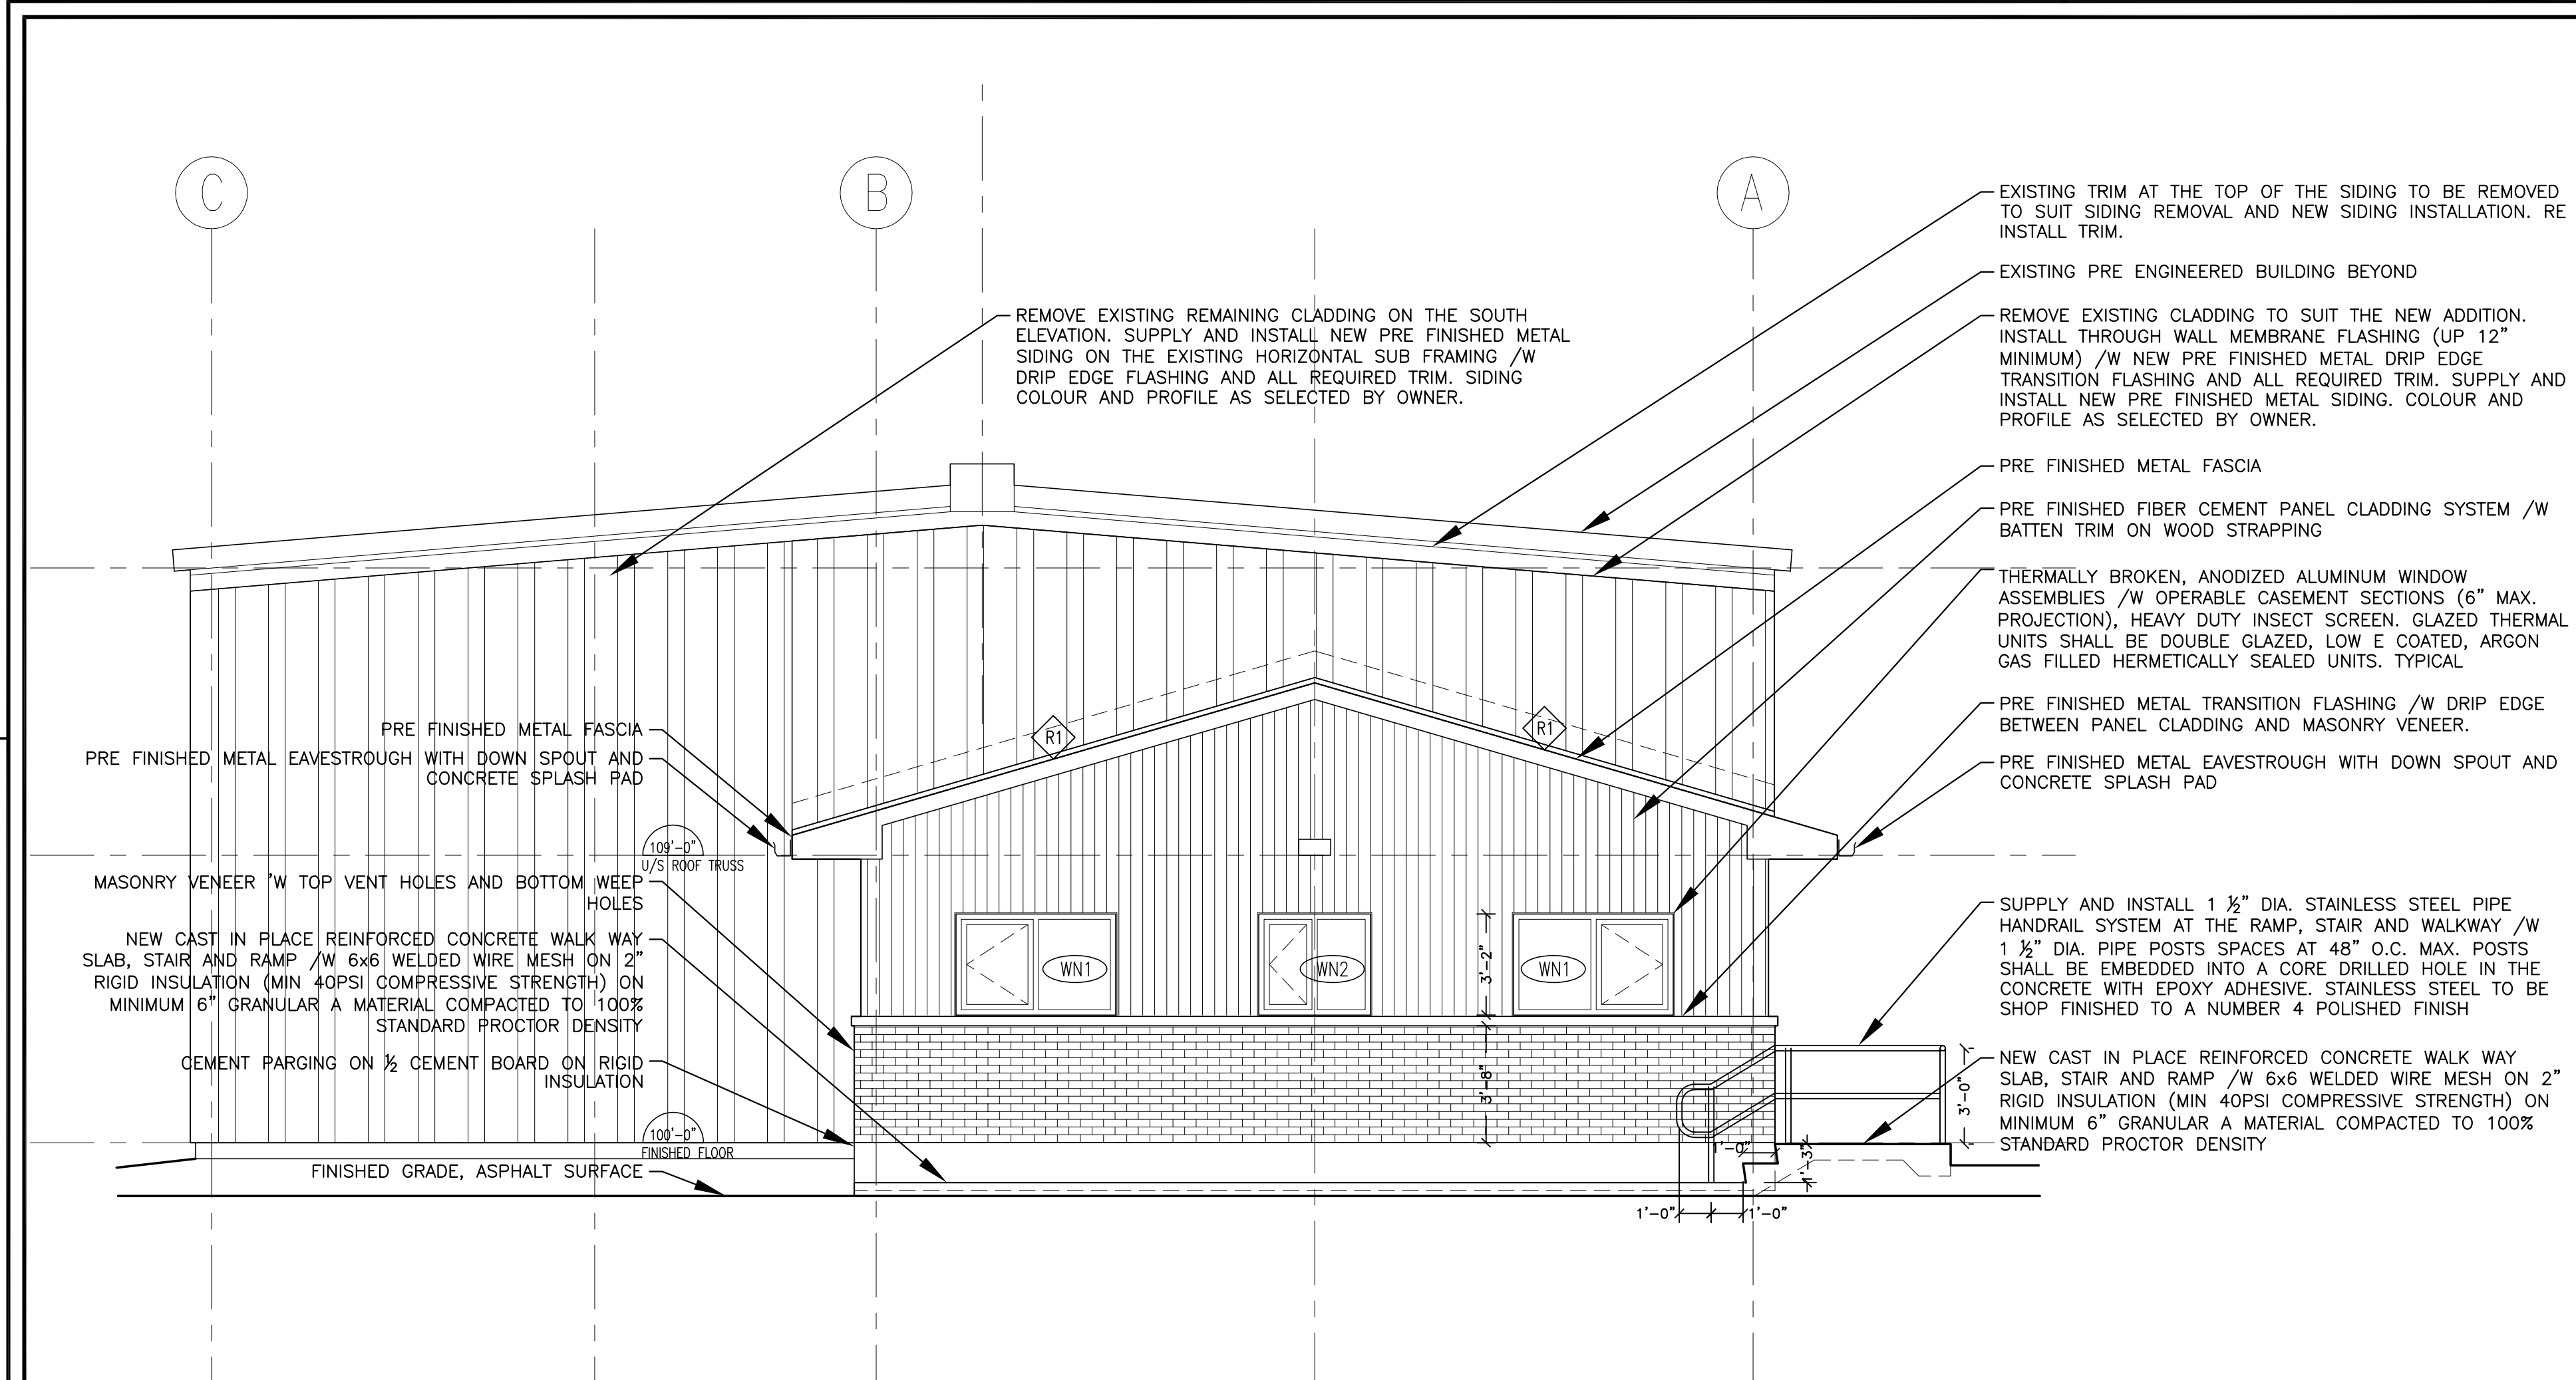 C
B
A
EXISTING TRIM AT THE TOP OF THE SIDING TO BE REMOVED
TO SUIT SIDING REMOVAL AND NEW SIDING INSTALLATION. RE
INSTALL TRIM.
EXISTING PRE ENGINEERED BUILDING BEYOND
REMOVE EXISTING REMAINING CLADDING ON THE SOUTH
ELEVATION. SUPPLY AND INSTALL NEW PRE FINISHED METAL
SIDING ON THE EXISTING HORIZONTAL SUB FRAMING /W
DRIP EDGE FLASHING AND ALL REQUIRED TRIM. SIDING
COLOUR AND PROFILE AS SELECTED BY OWNER.
REMOVE EXISTING CLADDING TO SUIT THE NEW ADDITION.
INSTALL THROUGH WALL MEMBRANE FLASHING (UP 12"
MINIMUM) /W NEW PRE FINISHED METAL DRIP EDGE
TRANSITION FLASHING AND ALL REQUIRED TRIM. SUPPLY AND
INSTALL NEW PRE FINISHED METAL SIDING. COLOUR AND
PROFILE AS SELECTED BY OWNER.
PRE FINISHED METAL FASCIA
PRE FINISHED FIBER CEMENT PANEL CLADDING SYSTEM /W
BATTEN TRIM ON WOOD STRAPPING
THERMALLY BROKEN, ANODIZED ALUMINUM WINDOW
ASSEMBLIES /W OPERABLE CASEMENT SECTIONS (6" MAX.
PROJECTION), HEAVY DUTY INSECT SCREEN. GLAZED THERMAL
UNITS SHALL BE DOUBLE GLAZED, LOW E COATED, ARGON
GAS FILLED HERMETICALLY SEALED UNITS. TYPICAL
PRE FINISHED METAL TRANSITION FLASHING /W DRIP EDGE
BETWEEN PANEL CLADDING AND MASONRY VENEER.
PRE FINISHED METAL EAVESTROUGH WITH DOWN SPOUT AND
CONCRETE SPLASH PAD
R1
R1
PRE FINISHED METAL FASCIA
PRE FINISHED METAL EAVESTROUGH WITH DOWN SPOUT AND
CONCRETE SPLASH PAD
109'-0"
U/S ROOF TRUSS
MASONRY VENEER 'W TOP VENT HOLES AND BOTTOM WEEP
HOLES
NEW CAST IN PLACE REINFORCED CONCRETE WALK WAY
SLAB, STAIR AND RAMP /W 6x6 WELDED WIRE MESH ON 2"
RIGID INSULATION (MIN 40PSI COMPRESSIVE STRENGTH) ON
MINIMUM 6" GRANULAR A MATERIAL COMPACTED TO 100%
STANDARD PROCTOR DENSITY
CEMENT PARGING ON ½ CEMENT BOARD ON RIGID
INSULATION
100'-0"
FINISHED FLOOR
FINISHED GRADE, ASPHALT SURFACE
WN1
WN2
WN1
3'-2"
3'-8"
SUPPLY AND INSTALL 1 ½" DIA. STAINLESS STEEL PIPE
HANDRAIL SYSTEM AT THE RAMP, STAIR AND WALKWAY /W
1 ½" DIA. PIPE POSTS SPACES AT 48" O.C. MAX. POSTS
SHALL BE EMBEDDED INTO A CORE DRILLED HOLE IN THE
CONCRETE WITH EPOXY ADHESIVE. STAINLESS STEEL TO BE
SHOP FINISHED TO A NUMBER 4 POLISHED FINISH
NEW CAST IN PLACE REINFORCED CONCRETE WALK WAY
SLAB, STAIR AND RAMP /W 6x6 WELDED WIRE MESH ON 2"
RIGID INSULATION (MIN 40PSI COMPRESSIVE STRENGTH) ON
MINIMUM 6" GRANULAR A MATERIAL COMPACTED TO 100%
STANDARD PROCTOR DENSITY
3'-0"
1'-0"
1'-3"
1'-0"
1'-0"